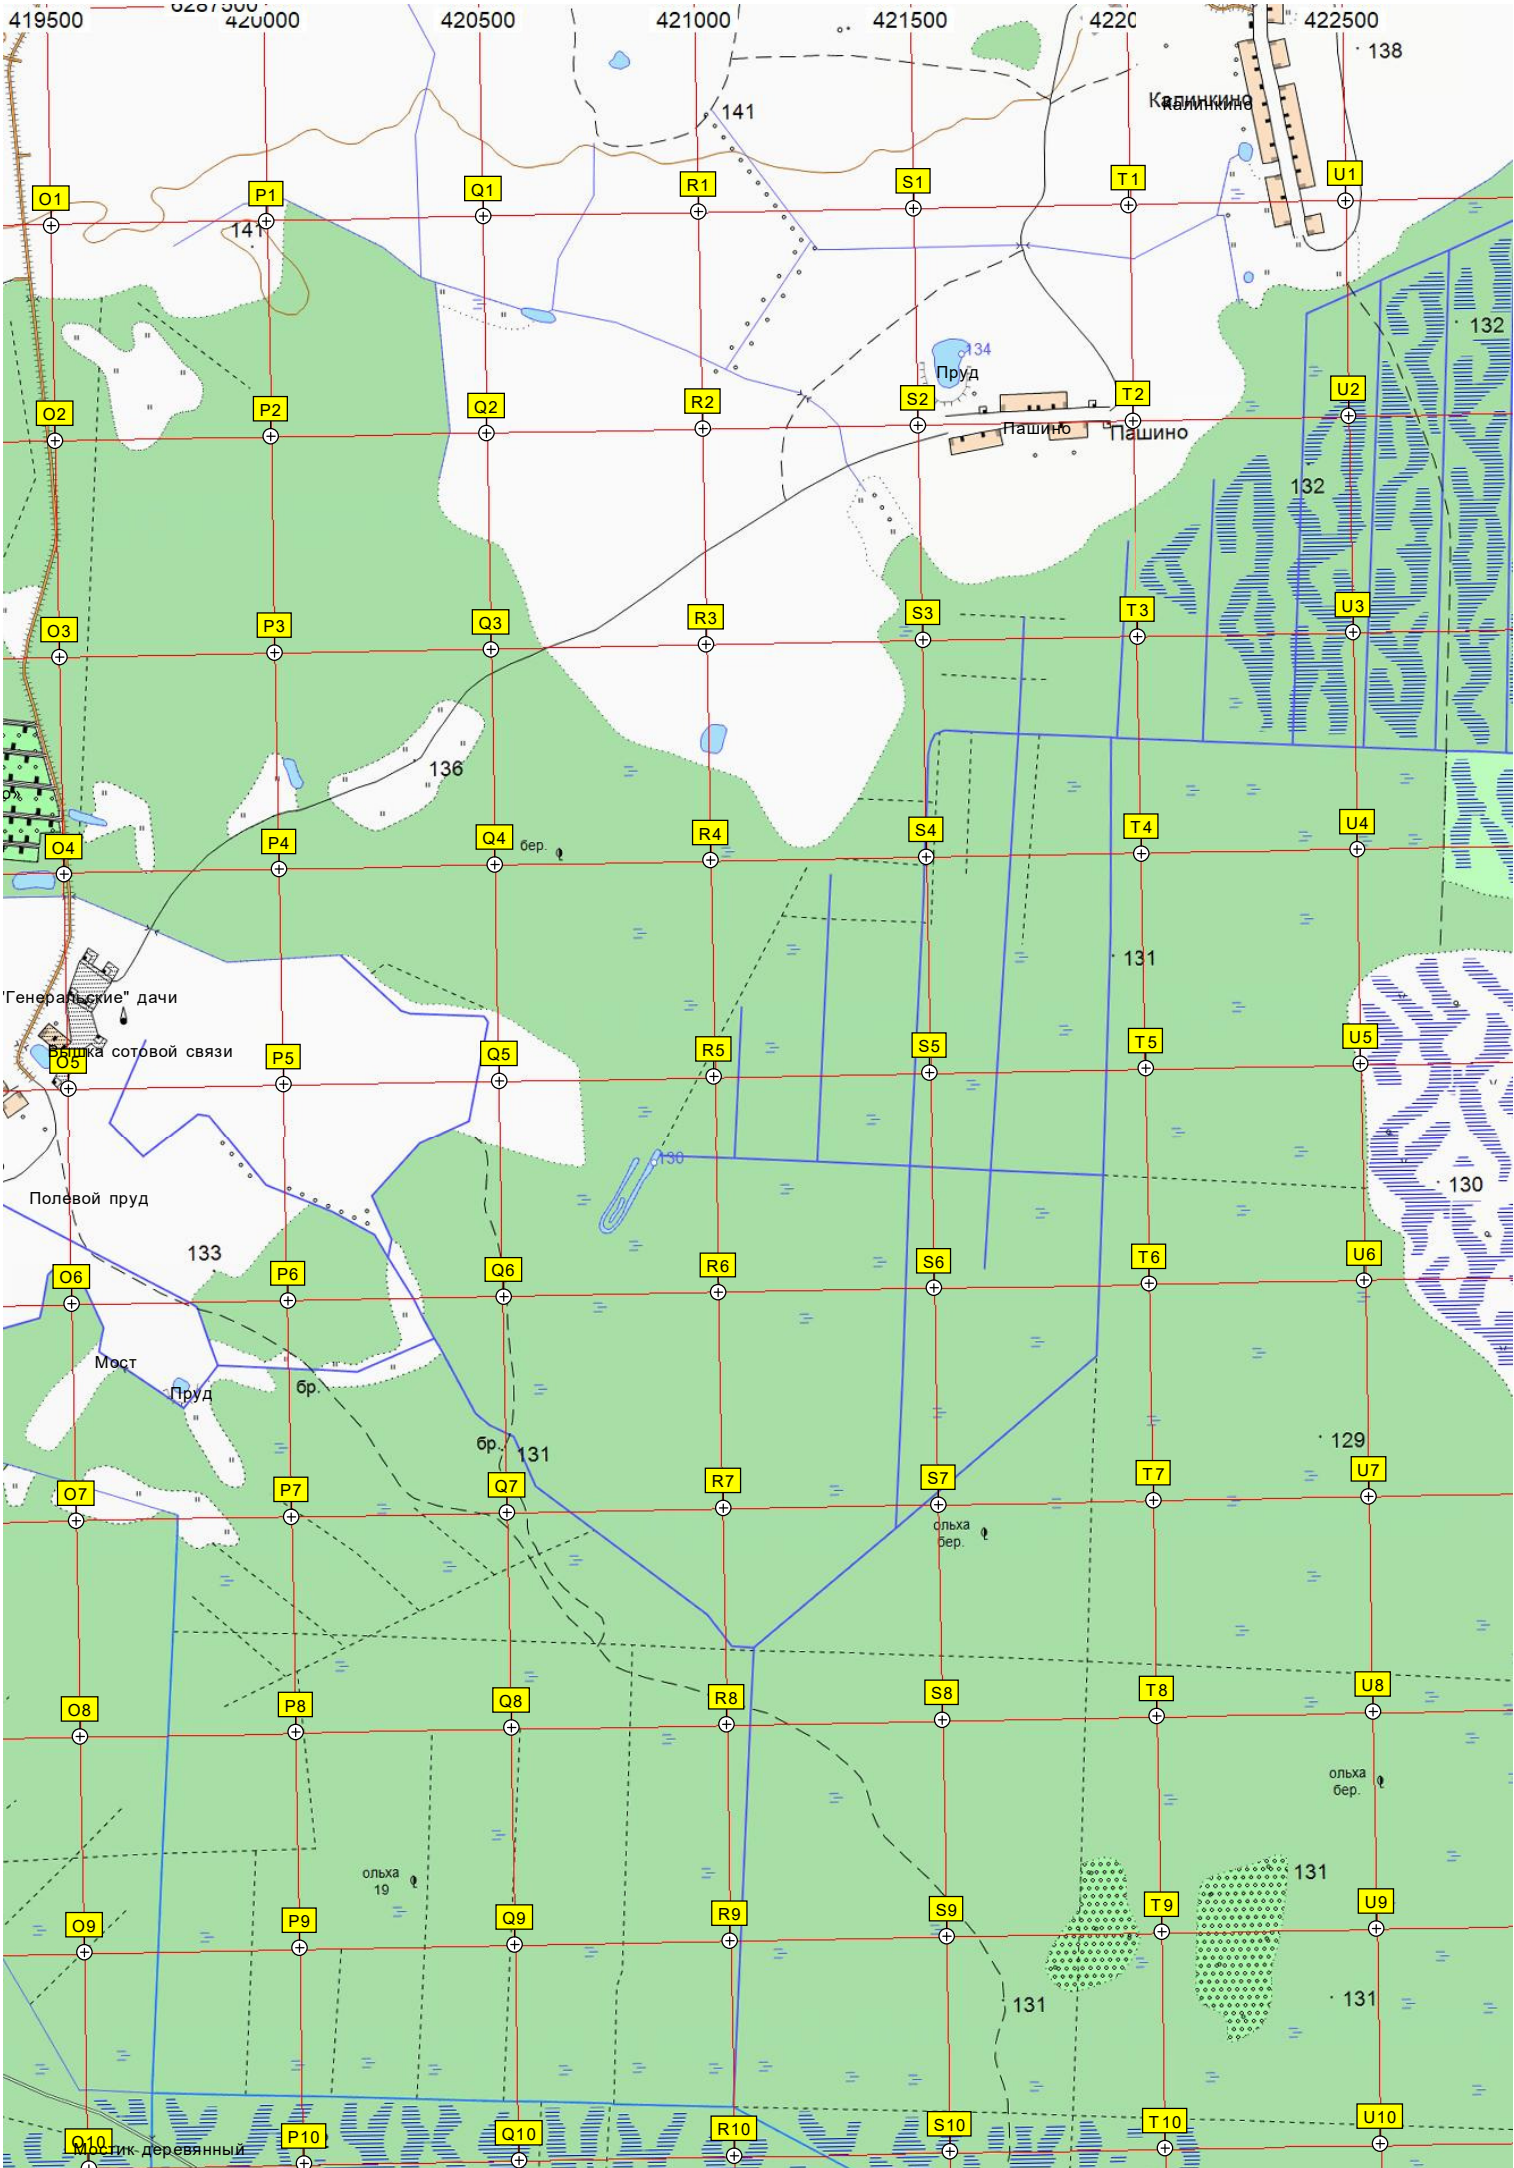 6287500
419500 420000 420500 421000 421500 422500
138
Калинкино
Калинкино
141
O1 P1 Q1 R1 S1 T1 U1
141
132
134
Пруд
O2 P2 Q2 R2 S2 T2 U2
Пашино
Пашино
132
O3 P3 Q3 R3 S3 T3 U3
136
O4 P4 Q4 R4 S4 T4 U4
бер.
131
"Генеральские" дачи
Вышка сотовой связи
O5 P5 Q5 R5 S5 T5 U5
130
130
Полевой пруд
133
O6 P6 Q6 R6 S6 T6 U6
Мост
Пруд
бр.
бр.
131
129
O7 P7 Q7 R7 S7 T7 U7
ольха
бер.
O8 P8 Q8 R8 S8 T8 U8
ольха
бер.
ольха
19
131
O9 P9 Q9 R9 S9 T9 U9
131
131
O10 P10 Q10 R10 S10 T10 U10
Мостик деревянный